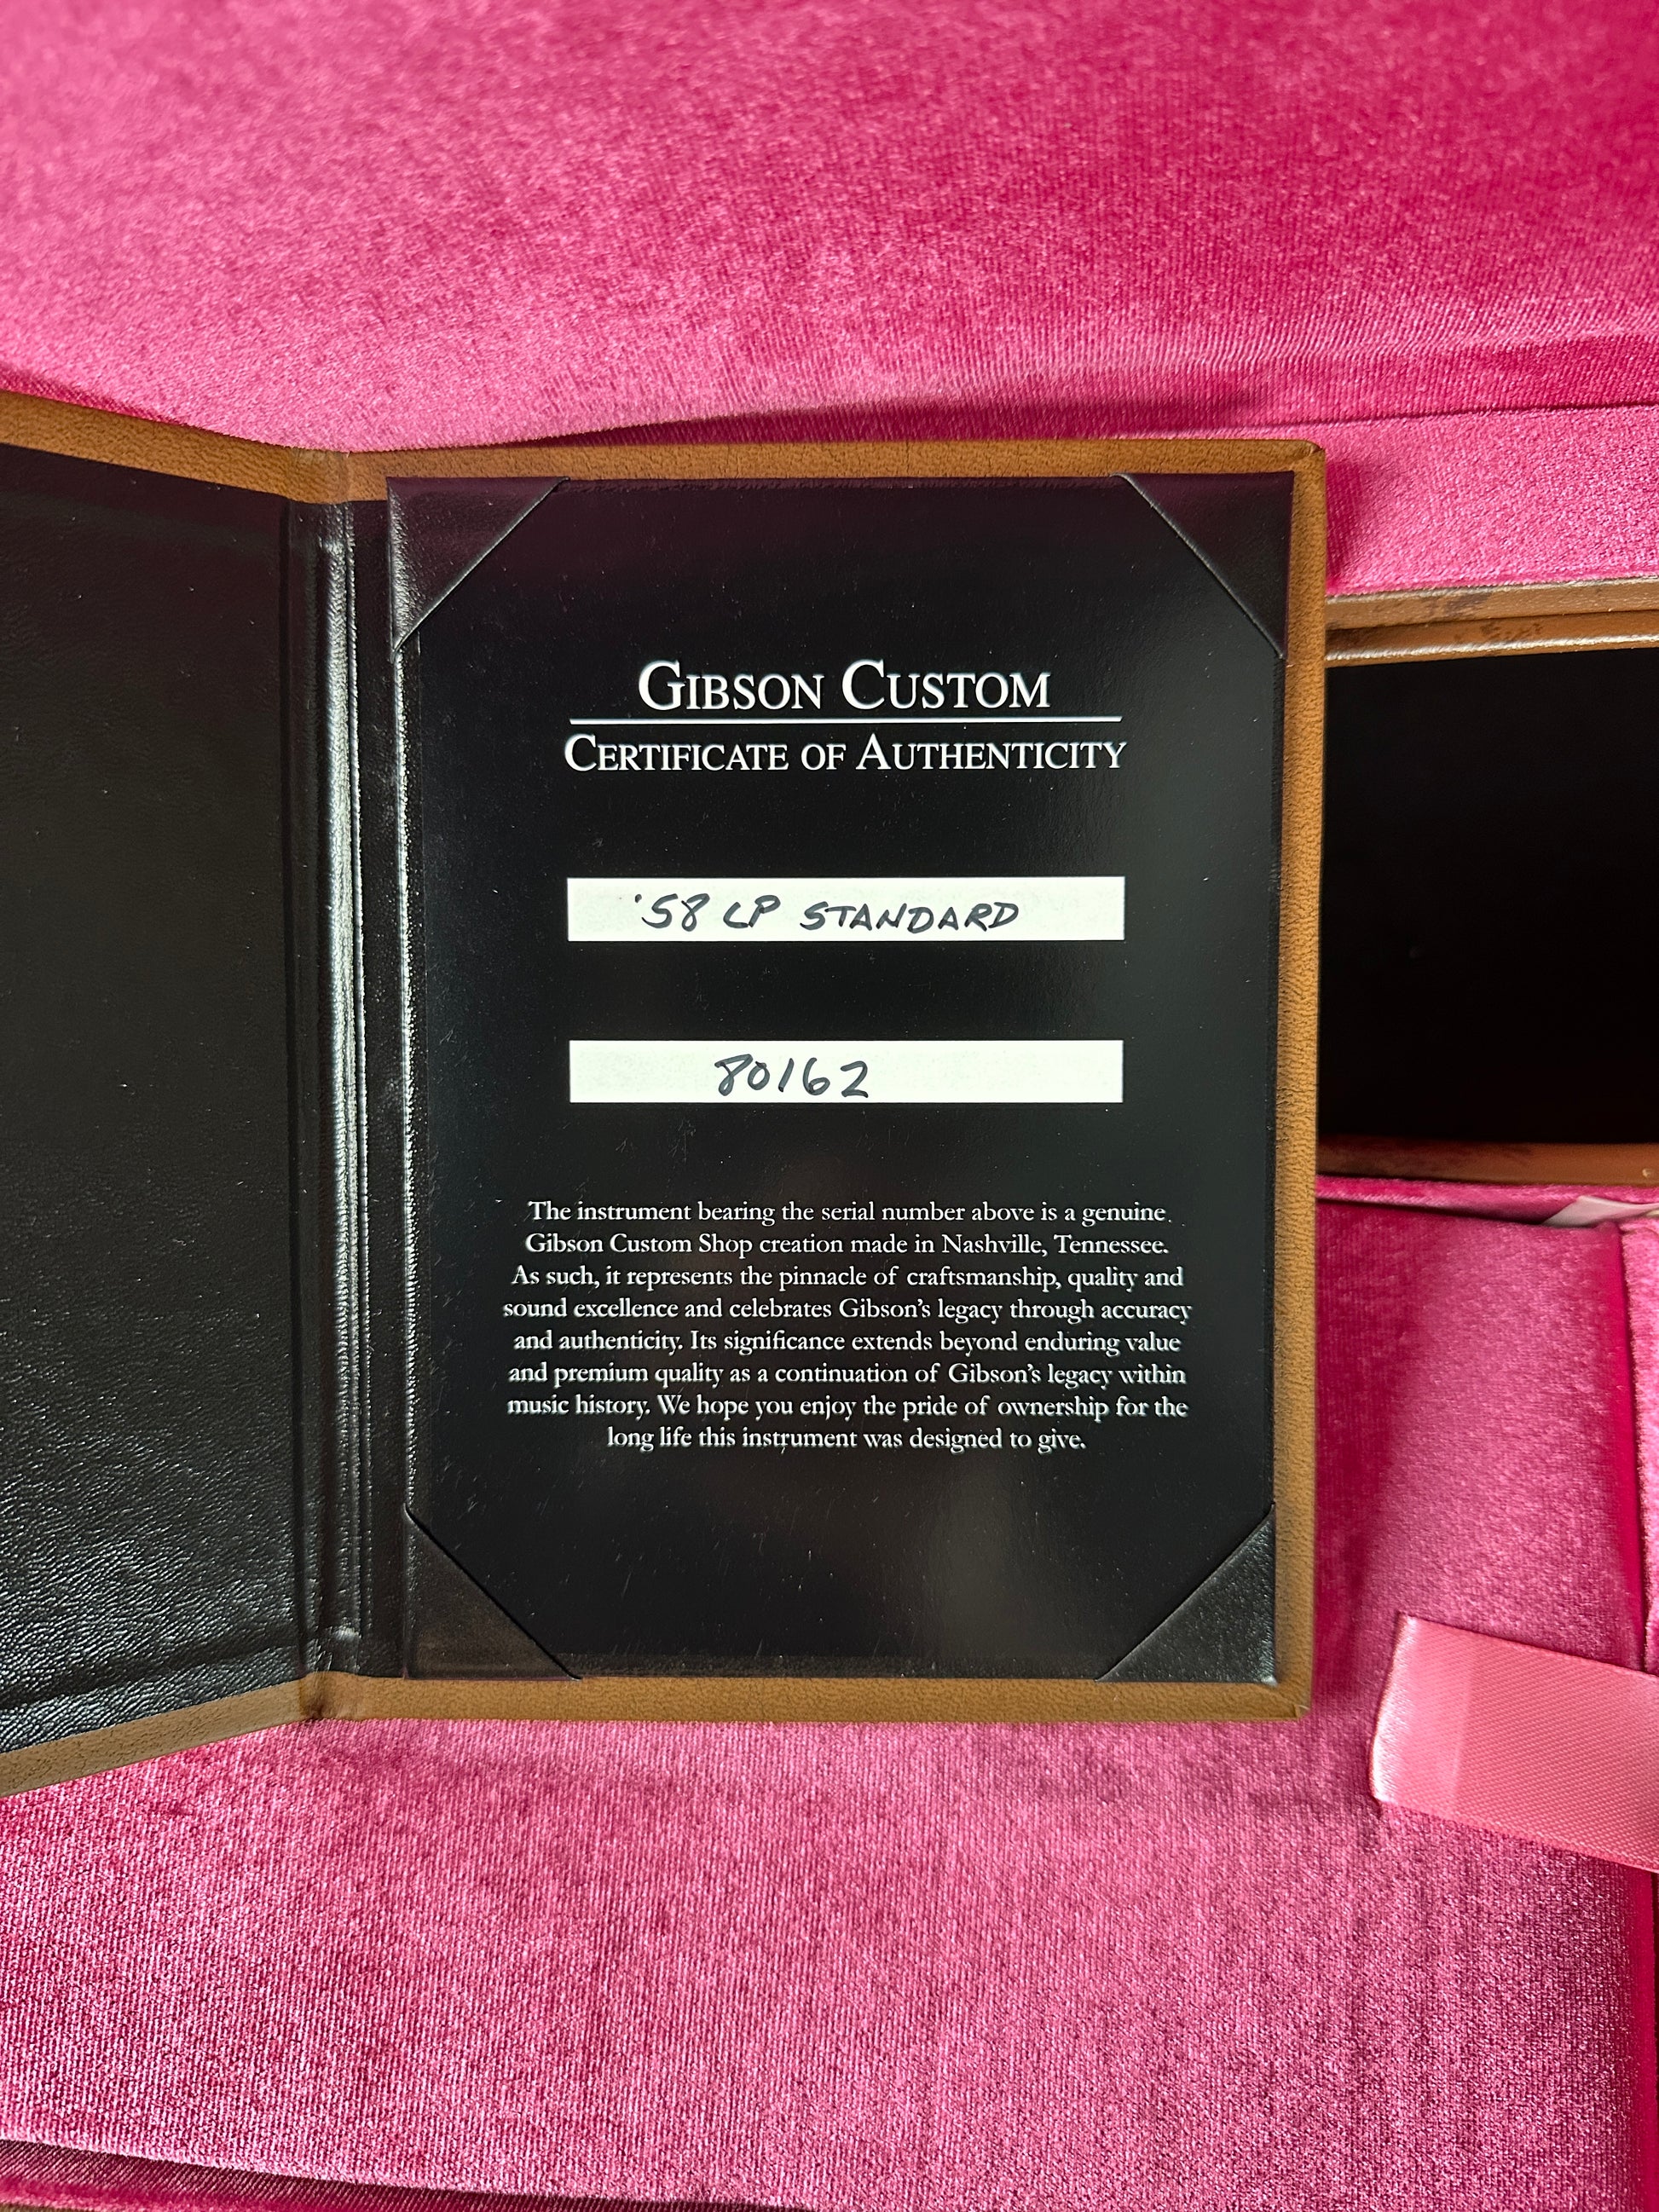 GIBSON CUSTOM
CERTIFICATE OF AUTHENTICITY
'58 LP STANDARD
80162
The instrument bearing the serial number above is a genuine
Gibson Custom Shop creation made in Nashville, Tennessee.
As such, it represents the pinnacle of craftsmanship, quality and
sound excellence and celebrates Gibson's legacy through accuracy
and authenticity. Its significance extends beyond enduring value
and premium quality as a continuation of Gibson's legacy within
music history. We hope you enjoy the pride of ownership for the
long life this instrument was designed to give.